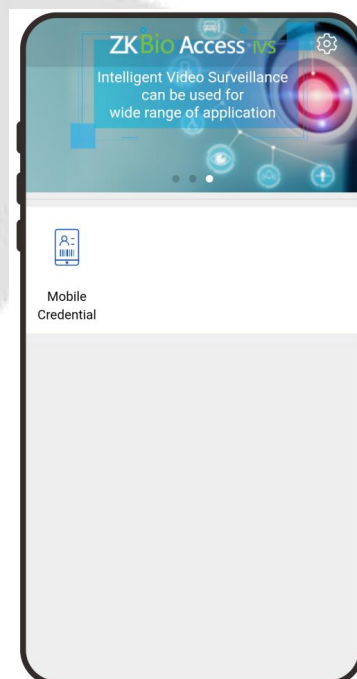 ZKBio Access IVS
Intelligent Video Surveillance
can be used for
wide range of application
Mobile
Credential